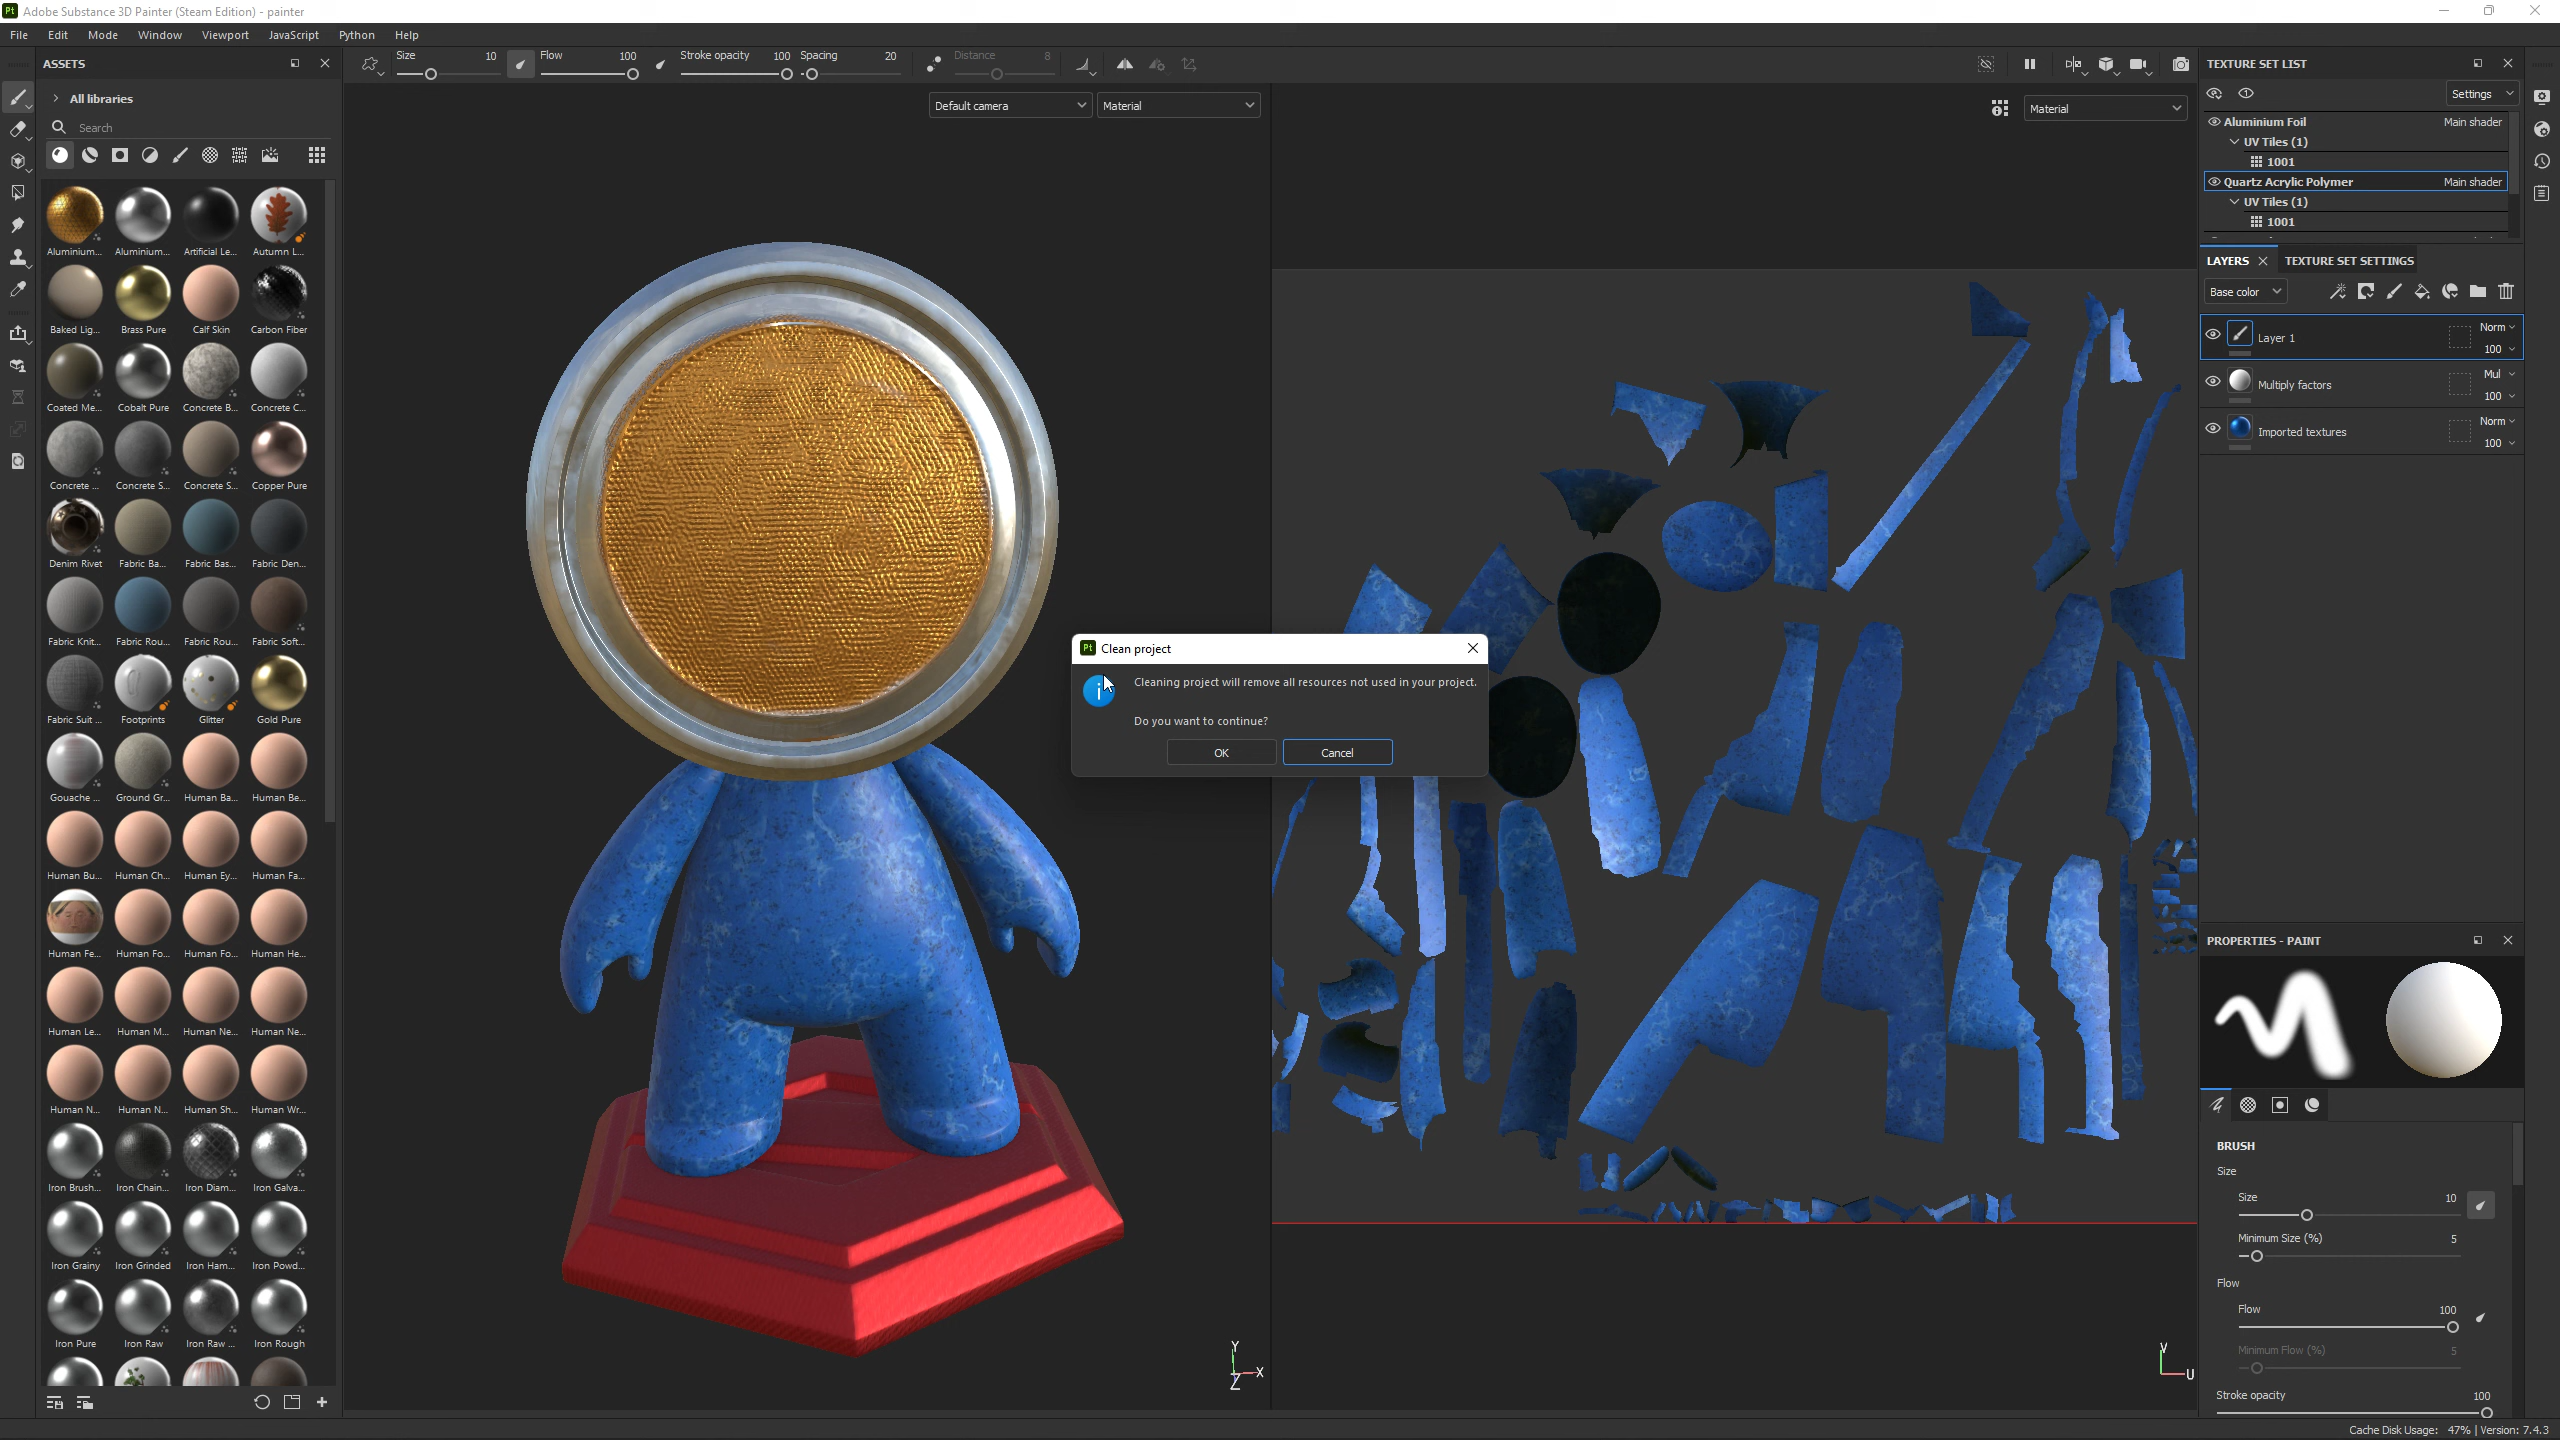 Pt Adobe Substance 3D Painter (Steam Edition) - painter
File Edit Mode Window Viewport JavaScript Python Help
ASSETS
Size 10 Flow 100 Stroke opacity 100 Spacing 20 Distance 8
All libraries
Search
Default camera Material
Material
Aluminium... Aluminium... Artificial Le... Autumn L...
Baked Lig... Brass Pure Calf Skin Carbon Fiber
Coated Me... Cobalt Pure Concrete B... Concrete C...
Concrete ... Concrete S... Concrete S... Copper Pure
Denim Rivet Fabric Ba... Fabric Bas... Fabric Den...
Fabric Knit... Fabric Rou... Fabric Rou... Fabric Soft...
Fabric Suit ... Footprints Glitter Gold Pure
Gouache ... Ground Gr... Human Ba... Human Be...
Human Bu... Human Ch... Human Ey... Human Fa...
Human Fe... Human Fo... Human Fo... Human He...
Human Le... Human M... Human Ne... Human Ne...
Human N... Human N... Human Sh... Human Wr...
Iron Brush... Iron Chain... Iron Diam... Iron Galva...
Iron Grainy Iron Grinded Iron Ham... Iron Powd...
Iron Pure Iron Raw Iron Raw ... Iron Rough
Pt Clean project
Cleaning project will remove all resources not used in your project.
Do you want to continue?
OK Cancel
Y
X
Z
V
U
TEXTURE SET LIST
Settings
Aluminium Foil Main shader
UV Tiles (1)
1001
Quartz Acrylic Polymer Main shader
UV Tiles (1)
1001
LAYERS TEXTURE SET SETTINGS
Base color
Layer 1 Norm
100
Multiply factors Mul
100
Imported textures Norm
100
PROPERTIES - PAINT
BRUSH
Size
Size 10
Minimum Size (%) 5
Flow
Flow 100
Minimum Flow (%) 5
Stroke opacity 100
Cache Disk Usage: 47% | Version: 7.4.3